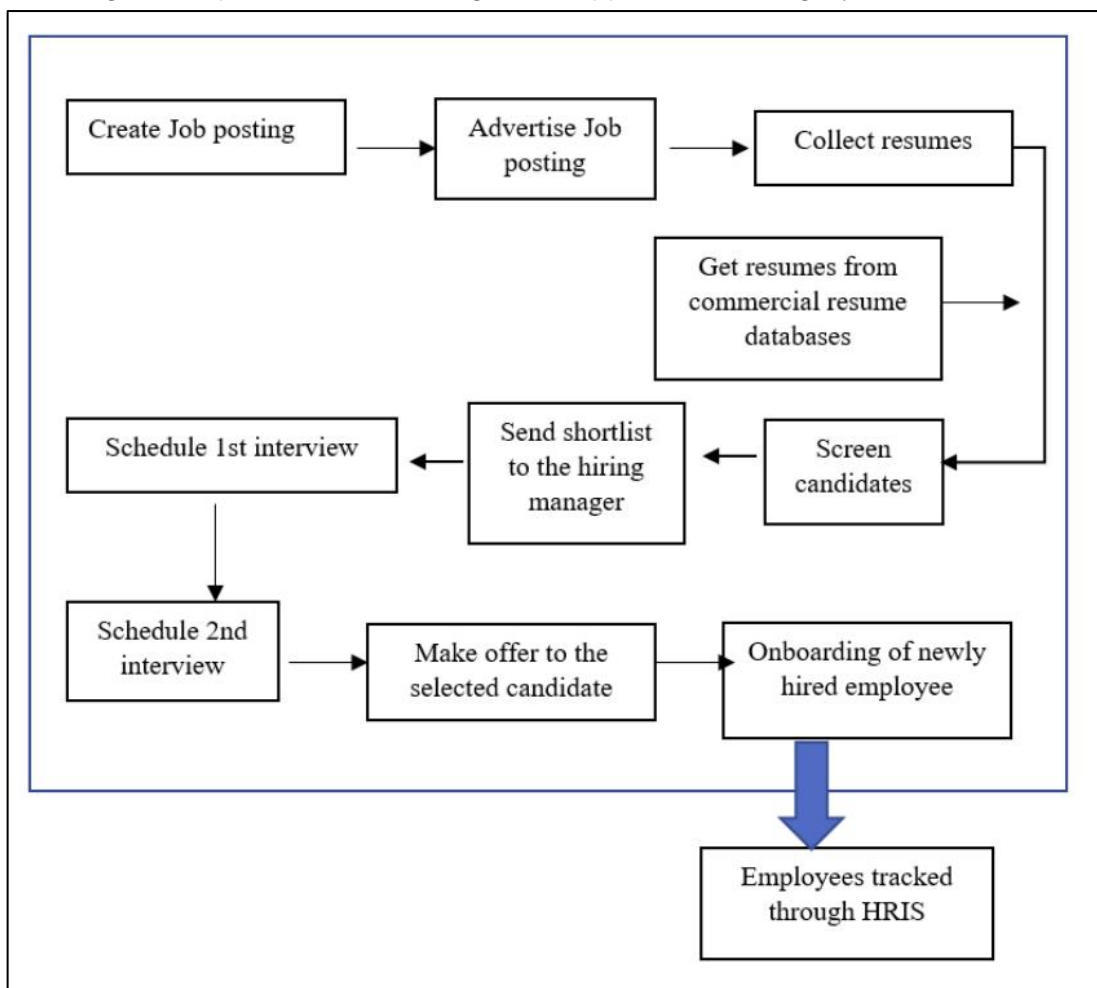 Create Job posting
Advertise Job
posting
Collect resumes
Get resumes from
commercial resume
databases
Screen
candidates
Send shortlist
to the hiring
manager
Schedule 1st interview
Schedule 2nd
interview
Make offer to the
selected candidate
Onboarding of newly
hired employee
Employees tracked
through HRIS